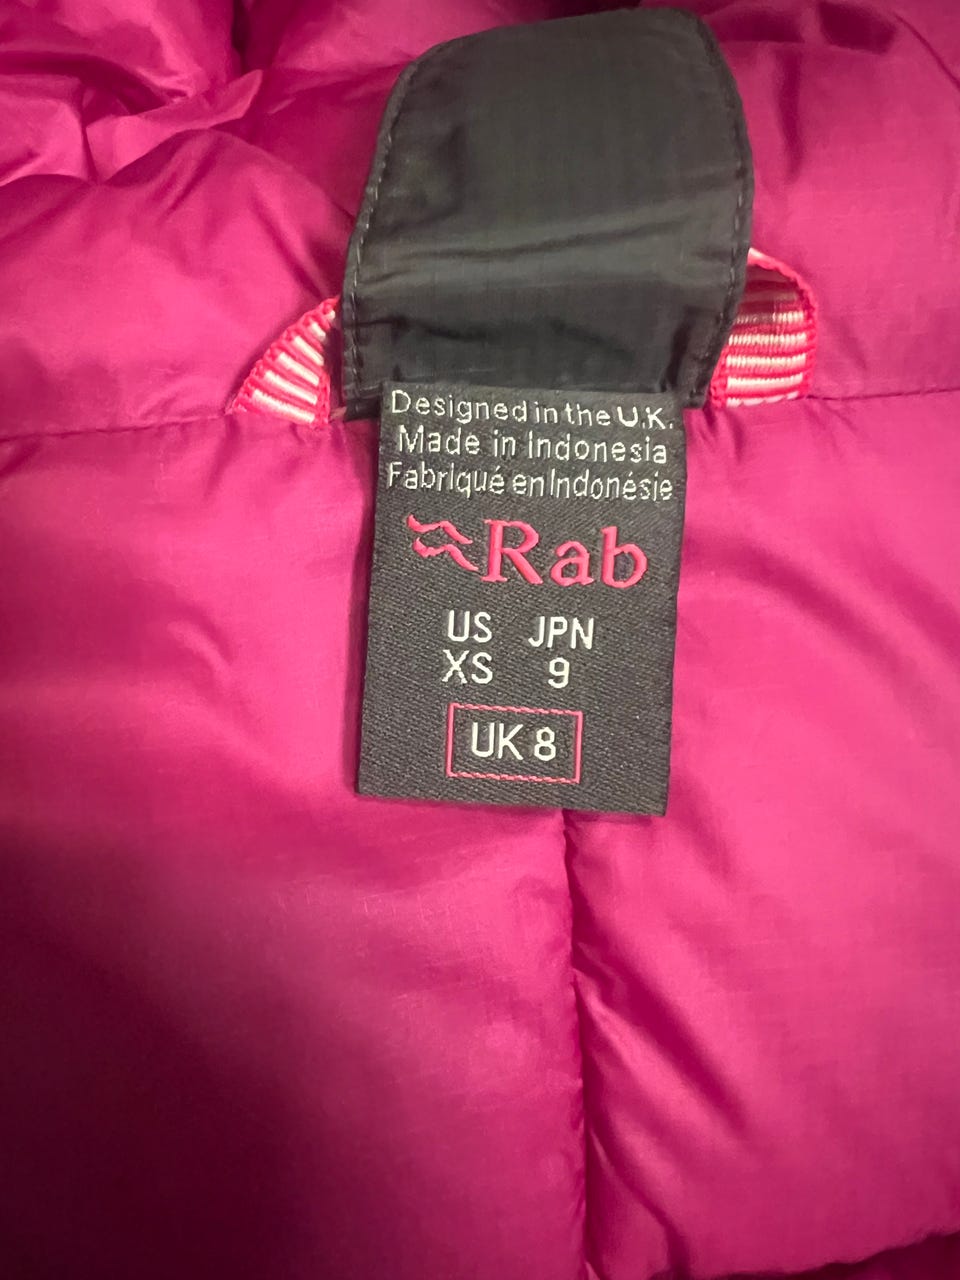 Designed in the U.K.
Made in Indonesia
Fabriqué en Indonésie
Rab
US JPN
XS 9
UK 8